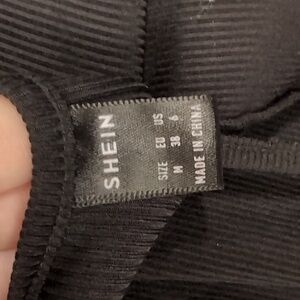 SHEIN
SIZE EU US
M 38 6
MADE IN CHINA